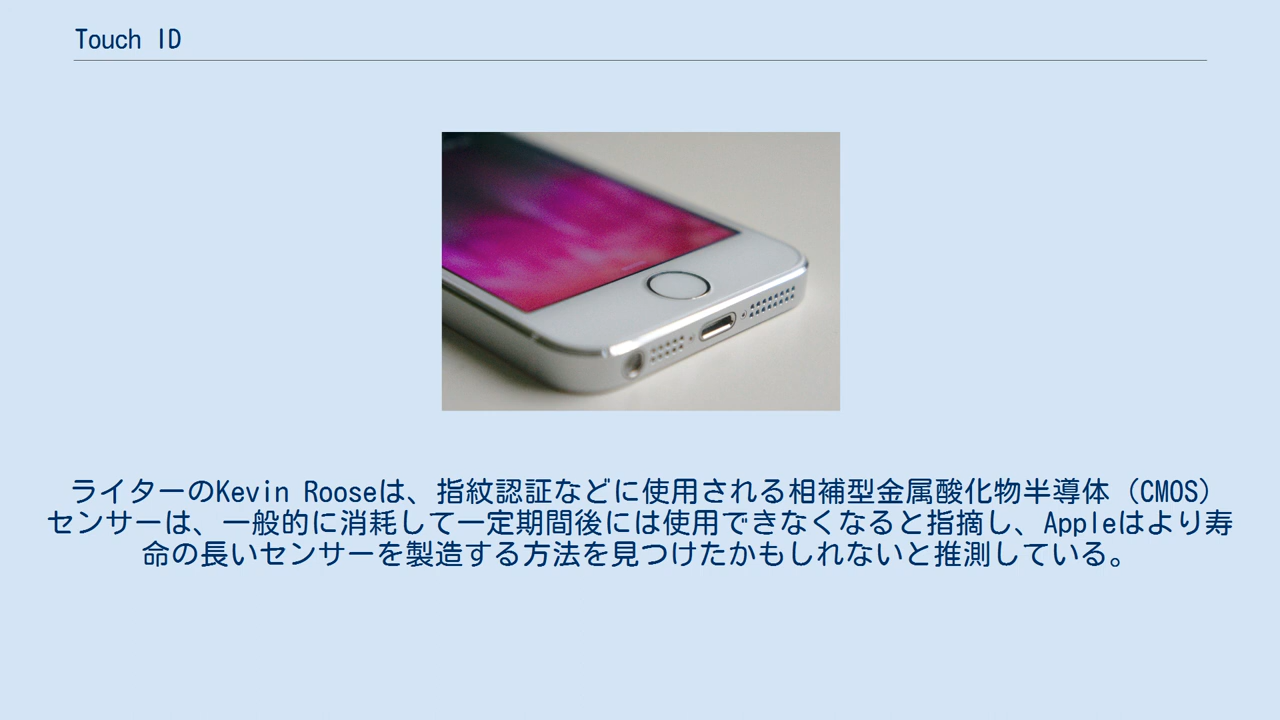 Touch ID
ライターのKevin Rooseは、指紋認証などに使用される相補型金属酸化物半導体（CMOS）
センサーは、一般的に消耗して一定期間後には使用できなくなると指摘し、Appleはより寿
命の長いセンサーを製造する方法を見つけたかもしれないと推測している。